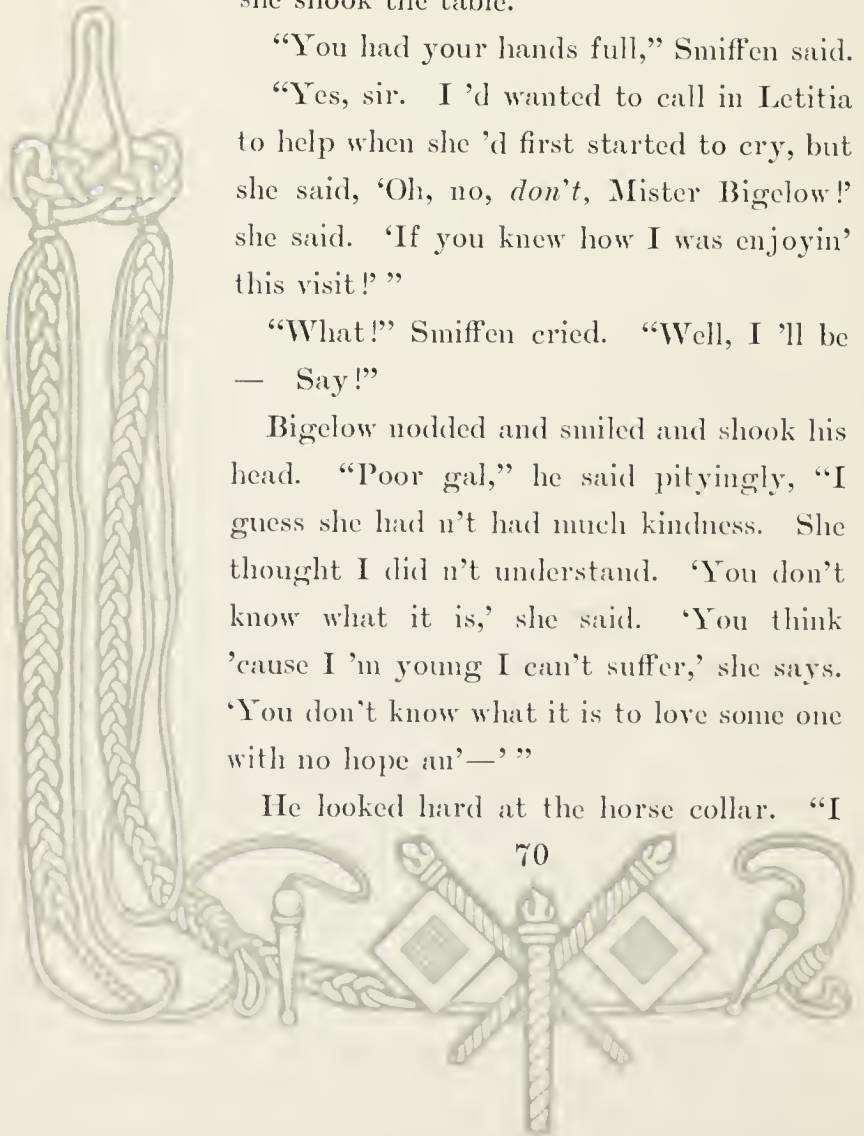 she shook the table.
“You had your hands full,” Smiffen said.
“Yes, sir. I ’d wanted to call in Letitia
to help when she ’d first started to cry, but
she said, ‘Oh, no, don’t, Mister Bigelow!’
she said. ‘If you knew how I was enjoyin’
this visit!’ ”
“What!” Smiffen cried. “Well, I ’ll be
— Say!”
Bigelow nodded and smiled and shook his
head. “Poor gal,” he said pityingly, “I
guess she had n’t had much kindness. She
thought I did n’t understand. ‘You don’t
know what it is,’ she said. ‘You think
’cause I ’m young I can’t suffer,’ she says.
‘You don’t know what it is to love some one
with no hope an’—’ ”
He looked hard at the horse collar. “I
70